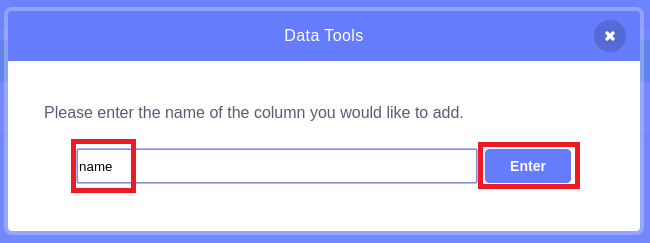 Data Tools
Please enter the name of the column you would like to add.
name
Enter